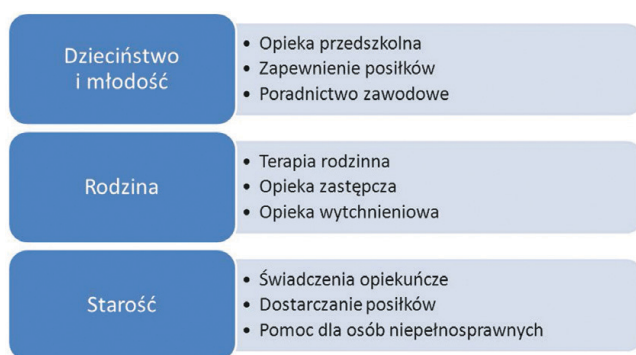 Dzieciństwo
i młodość
• Opieka przedszkolna
• Zapewnienie posiłków
• Poradnictwo zawodowe
Rodzina
• Terapia rodzinna
• Opieka zastępcza
• Opieka wytchnieniowa
Starość
• Świadczenia opiekuńcze
• Dostarczanie posiłków
• Pomoc dla osób niepełnosprawnych